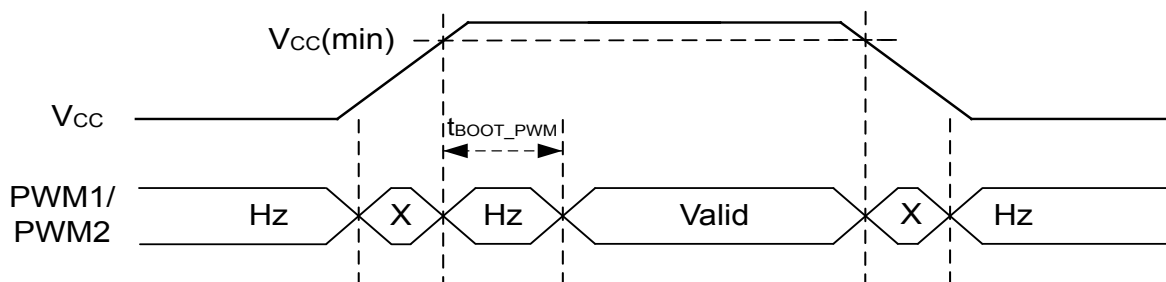 VCC(min)
VCC
tBOOT_PWM
PWM1/
PWM2
Hz X Hz Valid X Hz